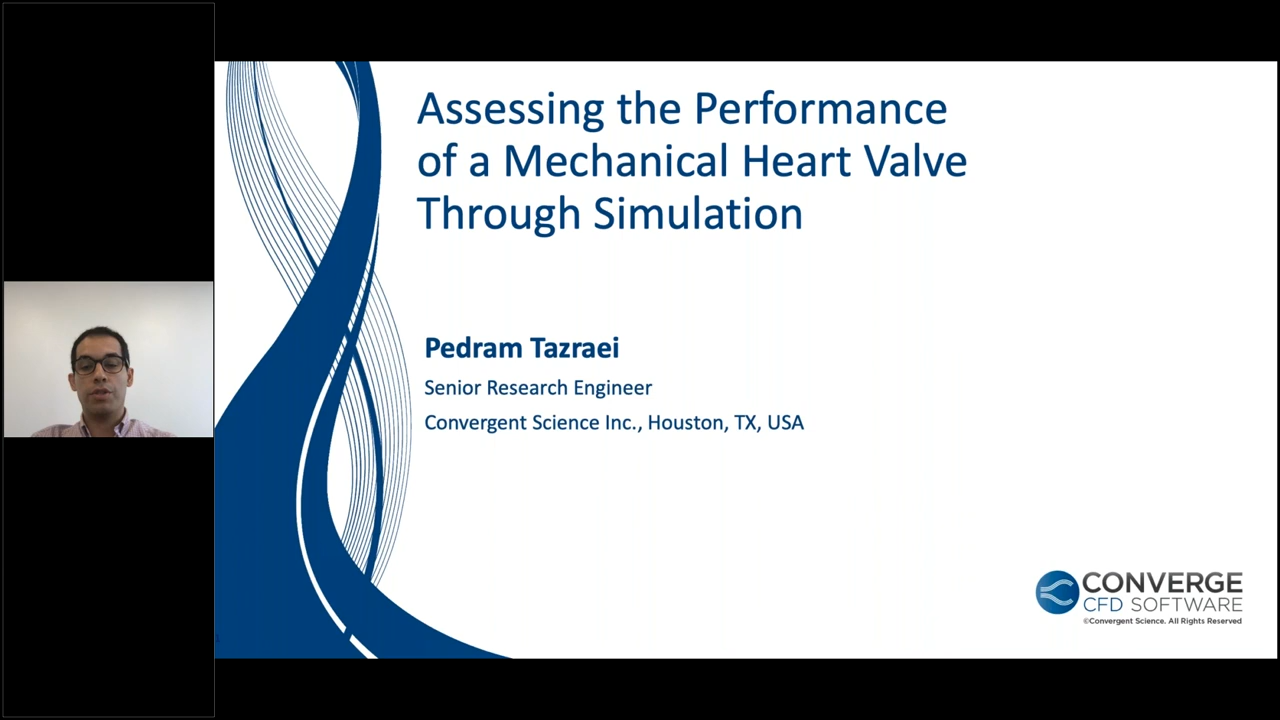 Assessing the Performance
of a Mechanical Heart Valve
Through Simulation
Pedram Tazraei
Senior Research Engineer
Convergent Science Inc., Houston, TX, USA
CONVERGE
CFD SOFTWARE
©Convergent Science. All Rights Reserved